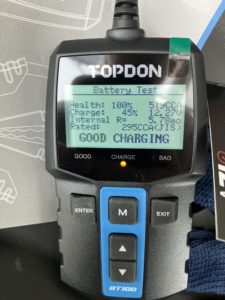 TOPDON
Battery Test
Health: 100% 519CCA
Charge: 45% 12.27V
Internal R= 5.78mΩ
Rated: 295CCA(JIS)
GOOD CHARGING
GOOD CHARGE BAD
ENTER M EXIT
BT100